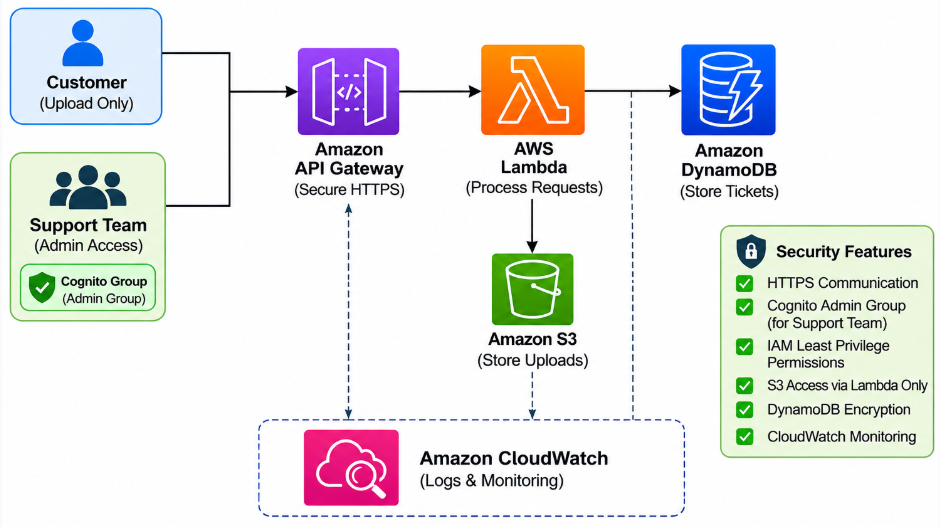 Customer
(Upload Only)
Support Team
(Admin Access)
Cognito Group
(Admin Group)
</>
Amazon
API Gateway
(Secure HTTPS)
AWS
Lambda
(Process Requests)
Amazon
DynamoDB
(Store Tickets)
Amazon S3
(Store Uploads)
Amazon CloudWatch
(Logs & Monitoring)
Security Features
HTTPS Communication
Cognito Admin Group
(for Support Team)
IAM Least Privilege
Permissions
S3 Access via Lambda Only
DynamoDB Encryption
CloudWatch Monitoring